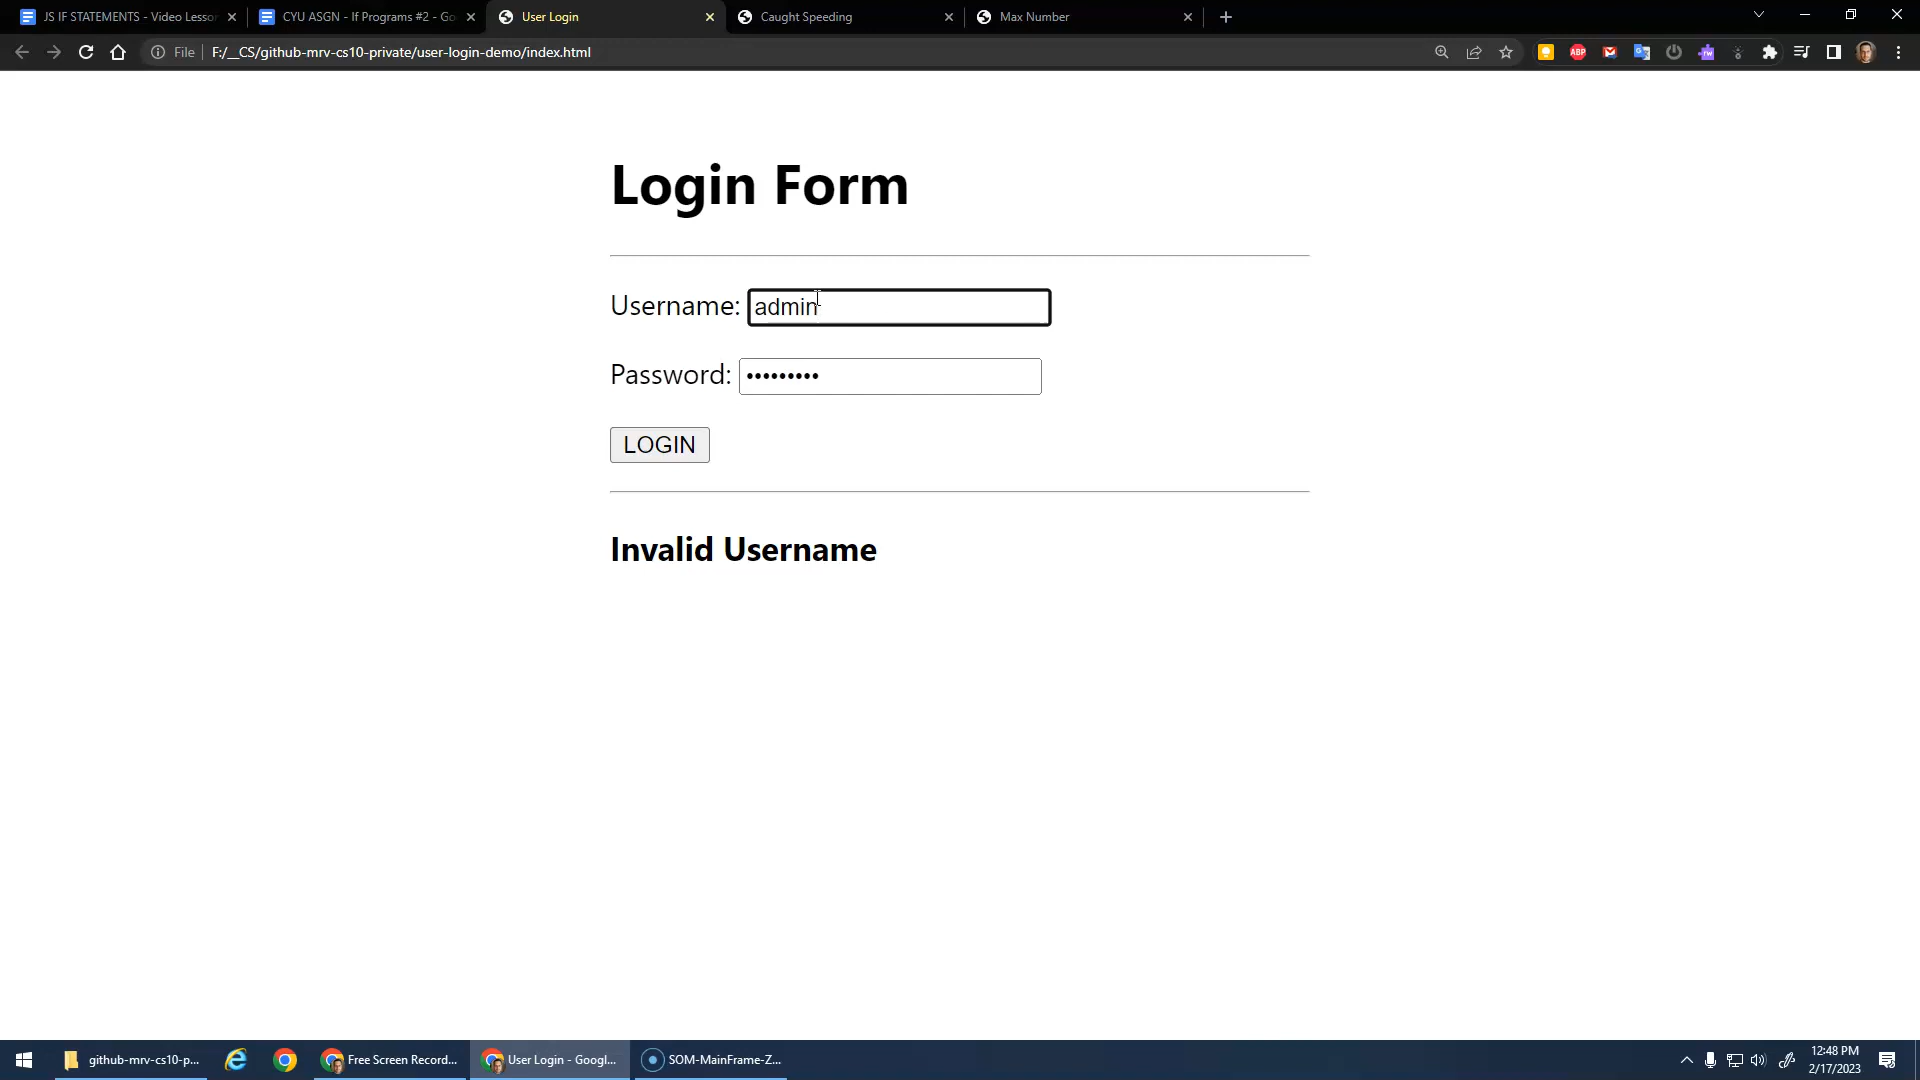 JS IF STATEMENTS - Video Lesson
CYU ASGN - If Programs #2 - Go
User Login
Caught Speeding
Max Number
File
F:/__CS/github-mrv-cs10-private/user-login-demo/index.html
ABP
Login Form
Username: admin
Password: •••••••••
LOGIN
Invalid Username
github-mrv-cs10-p...
Free Screen Record...
User Login - Googl...
SOM-MainFrame-Z...
12:48 PM
2/17/2023